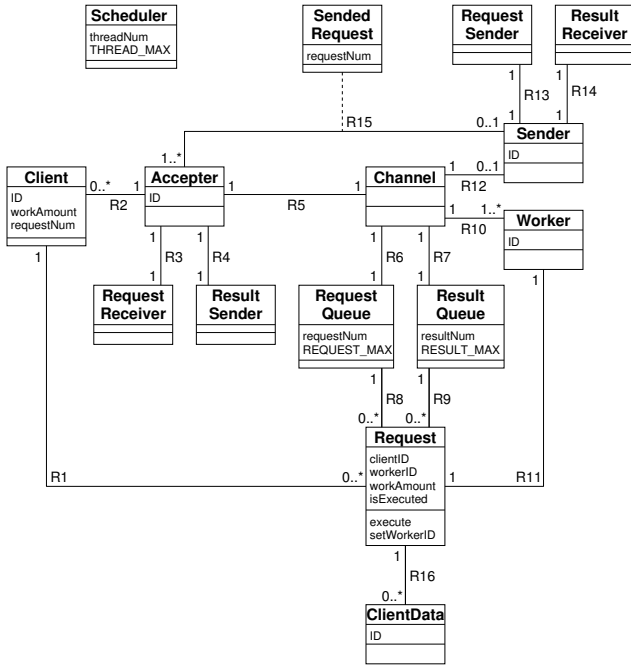 Scheduler
threadNum
THREAD_MAX
Sended
Request
requestNum
Request
Sender
Result
Receiver
1
1
R13
R14
1
1
R15
0..1
Sender
ID
1..*
Client
ID
workAmount
requestNum
0..*
1
R2
Accepter
ID
1
1
R5
Channel
1
0..1
R12
1
1..*
R10
Worker
ID
1
1
1
R3
R4
1
1
1
1
R6
R7
1
1
1
Request
Receiver
Result
Sender
Request
Queue
requestNum
REQUEST_MAX
Result
Queue
resultNum
RESULT_MAX
1
1
R8
R9
0..*
0..*
Request
clientID
workerID
workAmount
isExecuted
execute
setWorkerID
R1
0..*
1
R11
1
R16
0..*
ClientData
ID